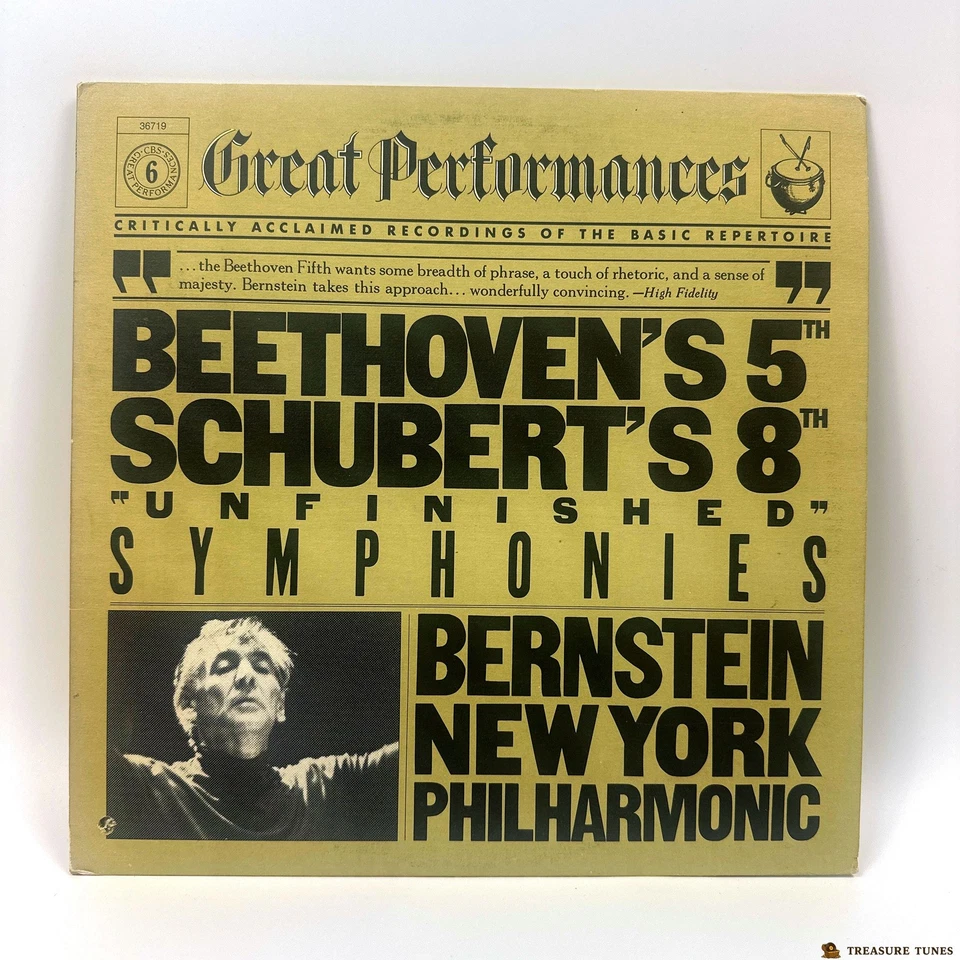 36719
·CBS·
GREAT PERFORMANCES
6
Great Performances
CRITICALLY ACCLAIMED RECORDINGS OF THE BASIC REPERTOIRE
“ ...the Beethoven Fifth wants some breadth of phrase, a touch of rhetoric, and a sense of ”
majesty. Bernstein takes this approach... wonderfully convincing. —High Fidelity
BEETHOVEN’S 5TH
SCHUBERT’S 8TH
"UNFINISHED"
SYMPHONIES
BERNSTEIN
NEW YORK
PHILHARMONIC
TREASURE TUNES